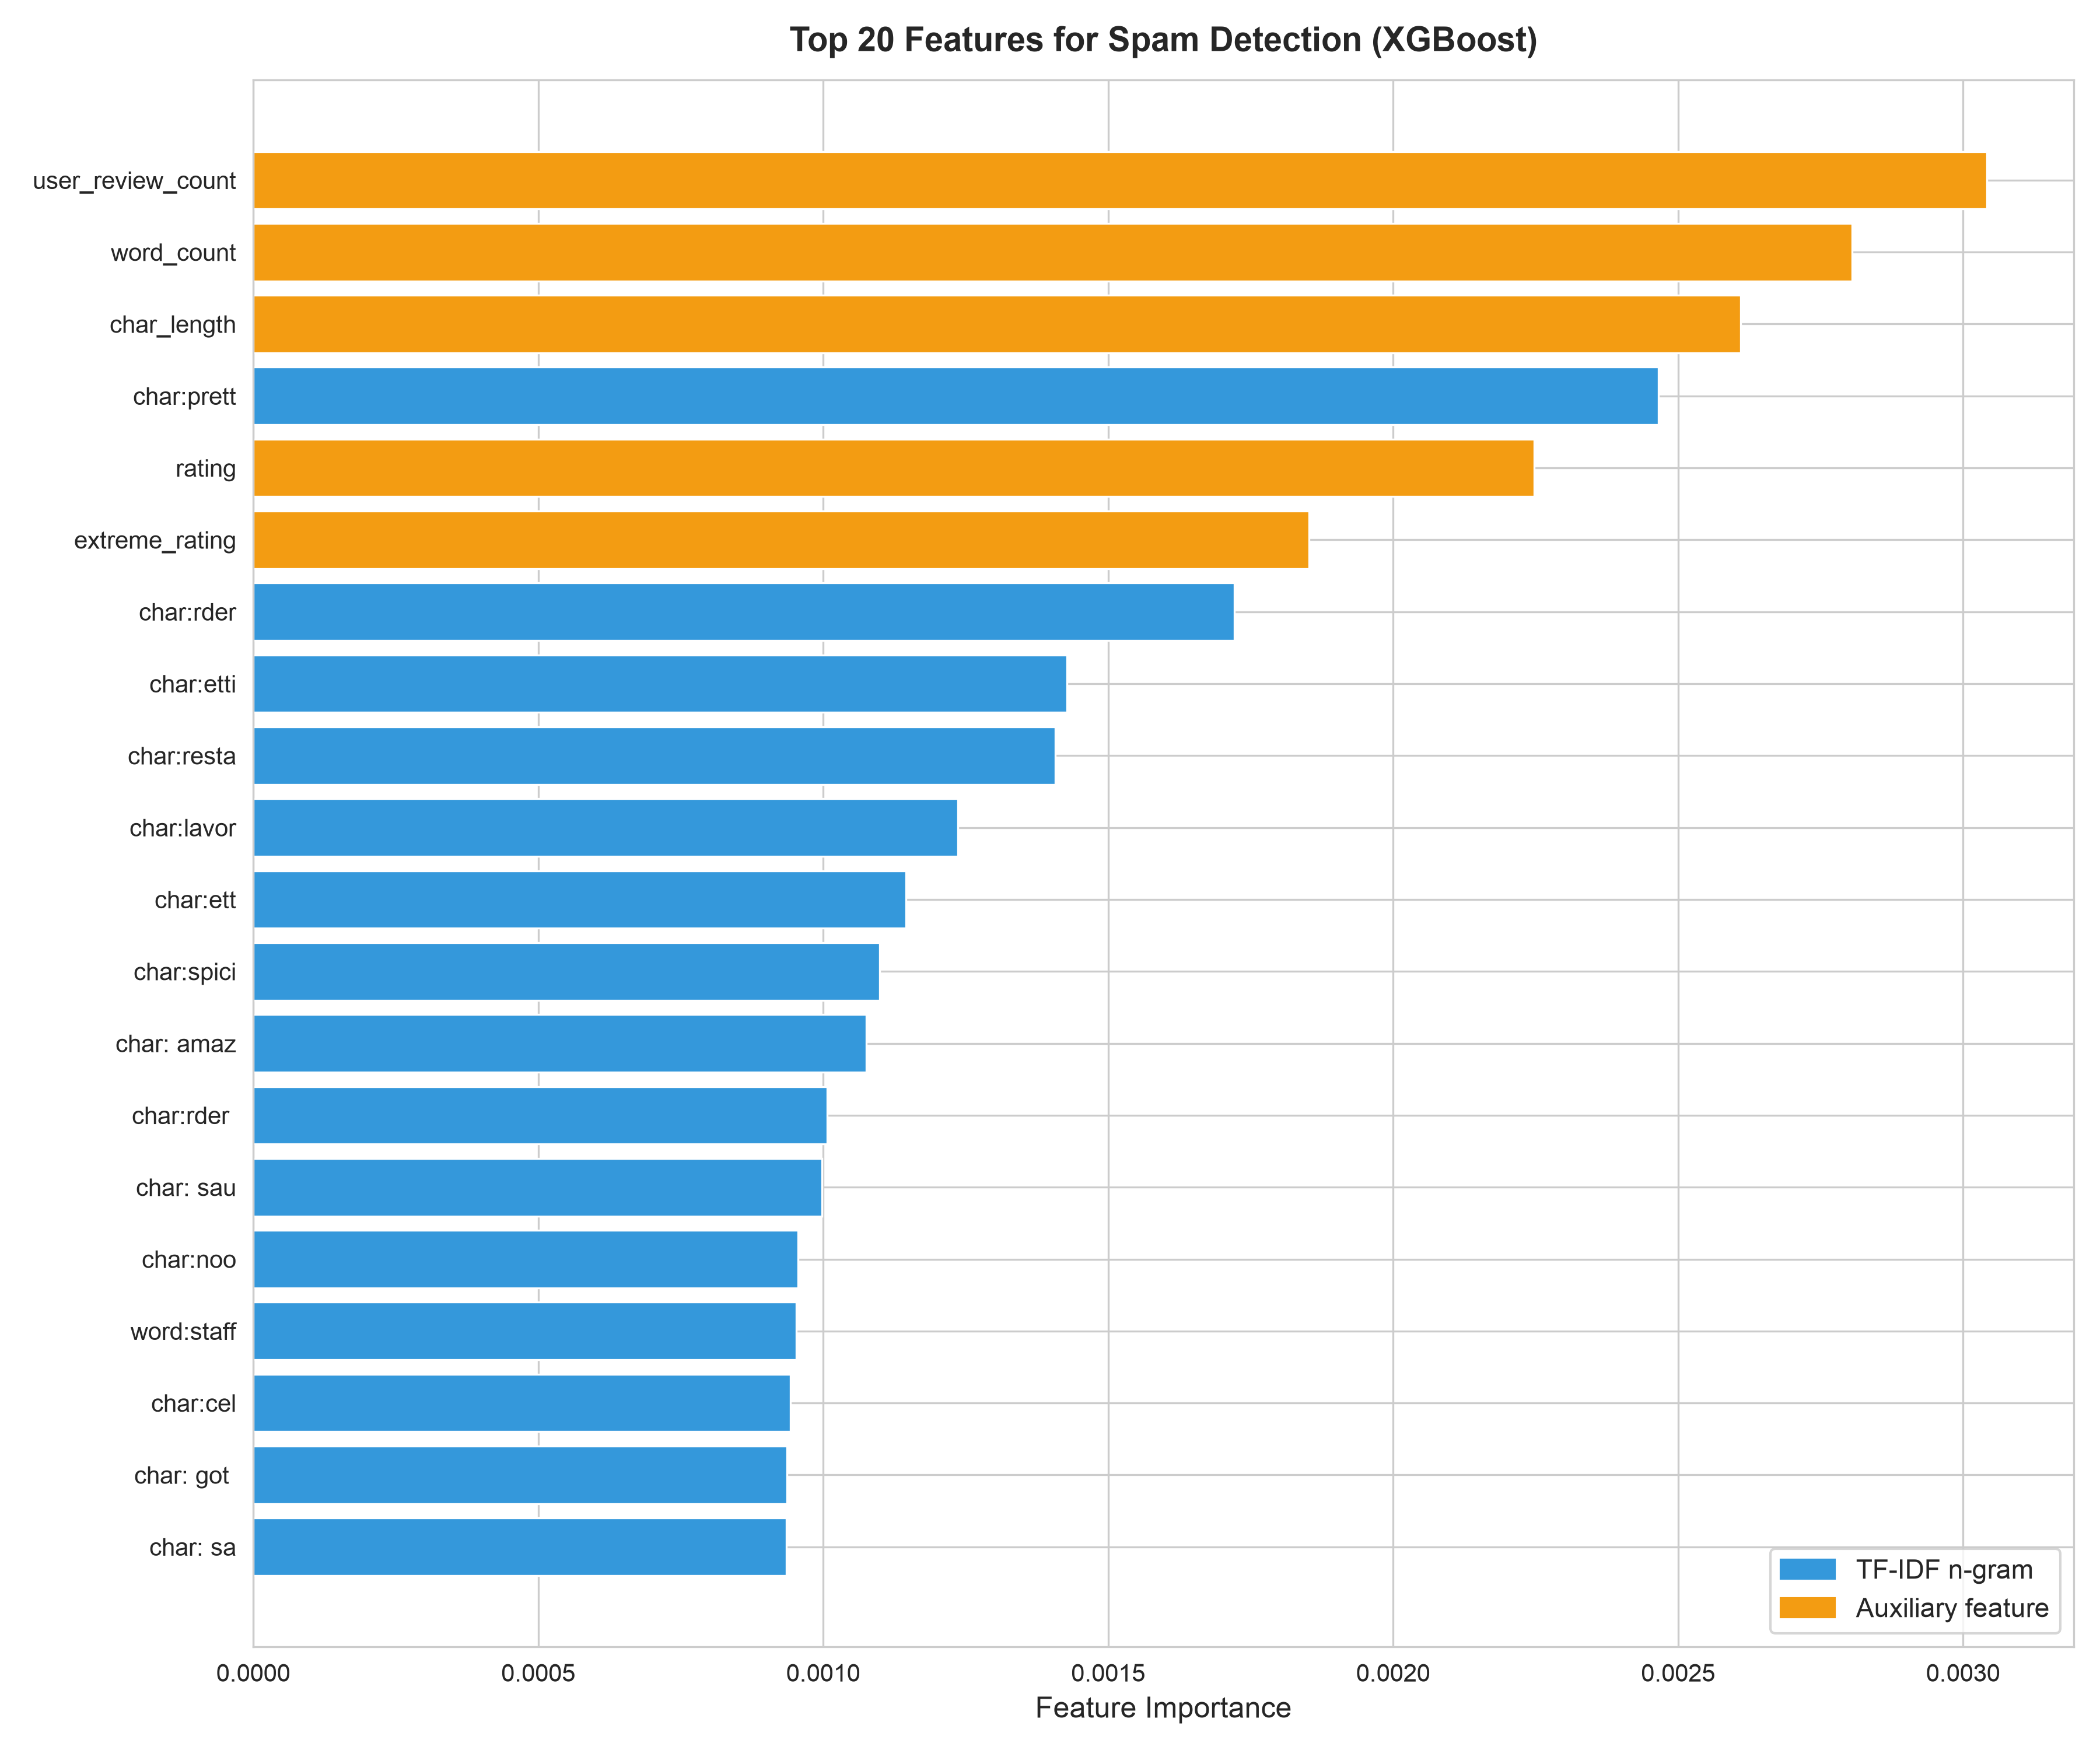 Top 20 Features for Spam Detection (XGBoost)
user_review_count
word_count
char_length
char:prett
rating
extreme_rating
char:rder
char:etti
char:resta
char:lavor
char:ett
char:spici
char: amaz
char:rder
char: sau
char:noo
word:staff
char:cel
char: got
char: sa
TF-IDF n-gram
Auxiliary feature
0.0000 0.0005 0.0010 0.0015 0.0020 0.0025 0.0030
Feature Importance